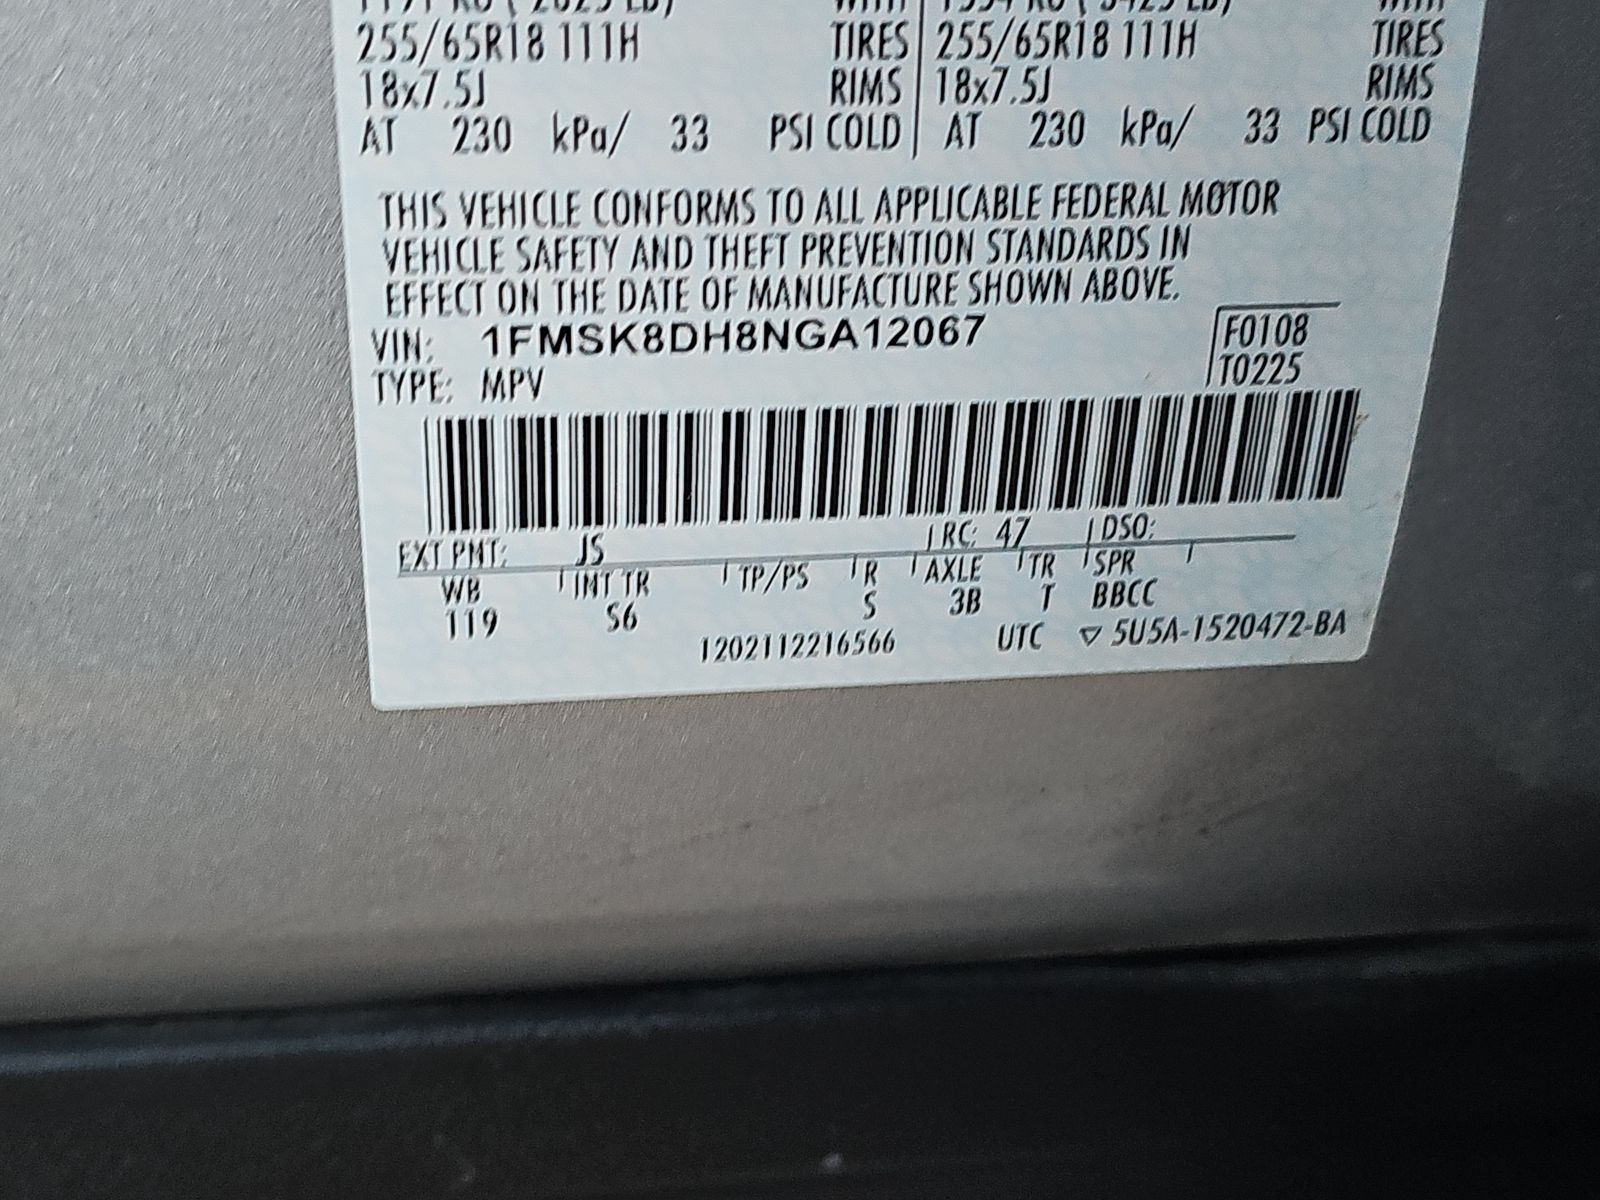 255/65R18 111H TIRES 255/65R18 111H TIRES
18x7.5J RIMS 18x7.5J RIMS
AT 230 kPa/ 33 PSI COLD AT 230 kPa/ 33 PSI COLD
THIS VEHICLE CONFORMS TO ALL APPLICABLE FEDERAL MOTOR
VEHICLE SAFETY AND THEFT PREVENTION STANDARDS IN
EFFECT ON THE DATE OF MANUFACTURE SHOWN ABOVE.
VIN: 1FMSK8DH8NGA12067 F0108
TYPE: MPV T0225
EXT PNT: JS RC: 47 DSO:
WB INT TR TP/PS R AXLE TR SPR
119 S6 S 3B T BBCC
1202112216566 UTC ▽ 5U5A-1520472-BA